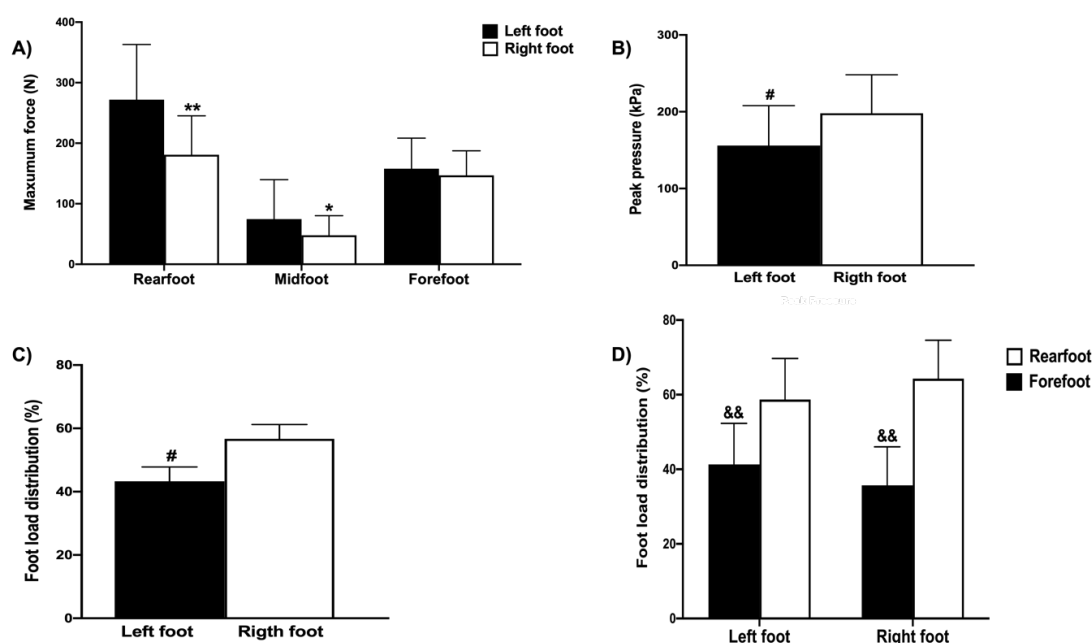 A)
Maxumum force (N)
400
300
200
100
0
**
*
Rearfoot Midfoot Forefoot
Left foot
Right foot
B)
Peak pressure (kPa)
300
200
100
0
#
Left foot Rigth foot
C)
Foot load distribution (%)
80
60
40
20
0
#
Left foot Rigth foot
D)
Foot load distribution (%)
80
60
40
20
0
&&
&&
Left foot Right foot
Rearfoot
Forefoot